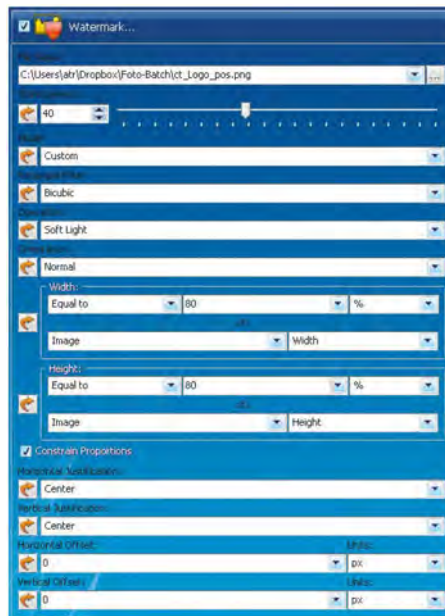 Watermark...
C:\Users\atr\Dropbox\Foto-Batch\ct_Logo_pos.png
...
40
Custom
Bicubic
Soft Light
Normal
Width:
Equal to 80 %
Image Width
Height:
Equal to 80 %
Image Height
Constrain Proportions
Horizontal Justification:
Center
Vertical Justification:
Center
Horizontal Offset: Units:
0 px
Vertical Offset: Units:
0 px